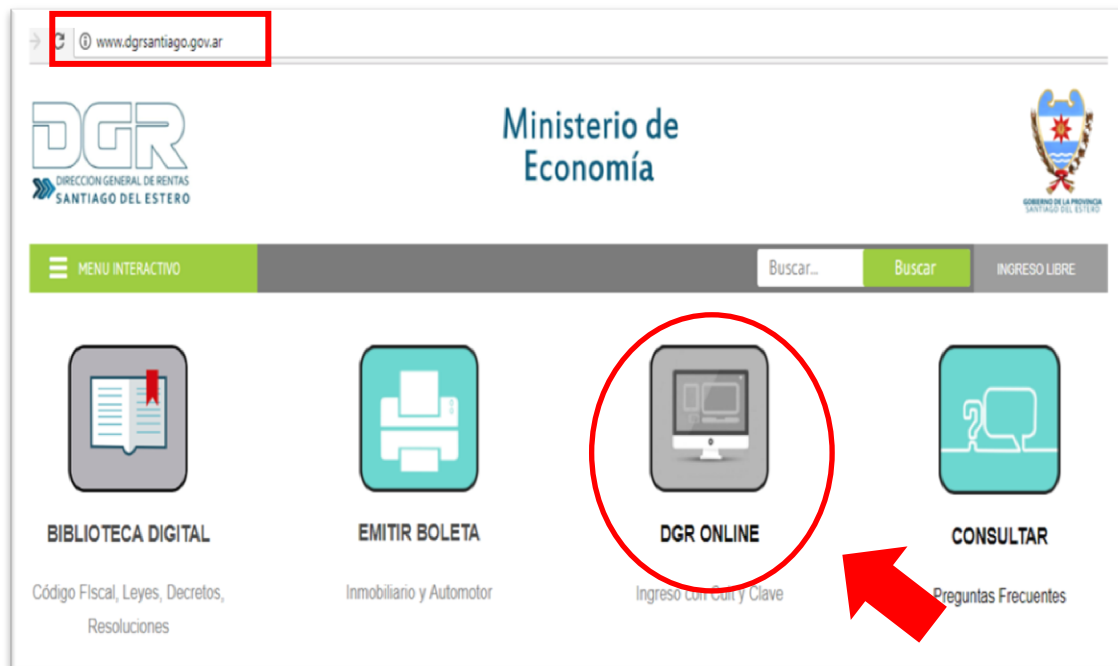 www.dgrsantiago.gov.ar
DGR
DIRECCION GENERAL DE RENTAS
SANTIAGO DEL ESTERO
Ministerio de
Economía
GOBIERNO DE LA PROVINCIA
SANTIAGO DEL ESTERO
MENU INTERACTIVO
Buscar...
Buscar
INGRESO LIBRE
BIBLIOTECA DIGITAL
EMITIR BOLETA
DGR ONLINE
CONSULTAR
Código FIscal, Leyes, Decretos,
Resoluciones
Inmobiliario y Automotor
Ingreso con Cuit y Clave
Preguntas Frecuentes